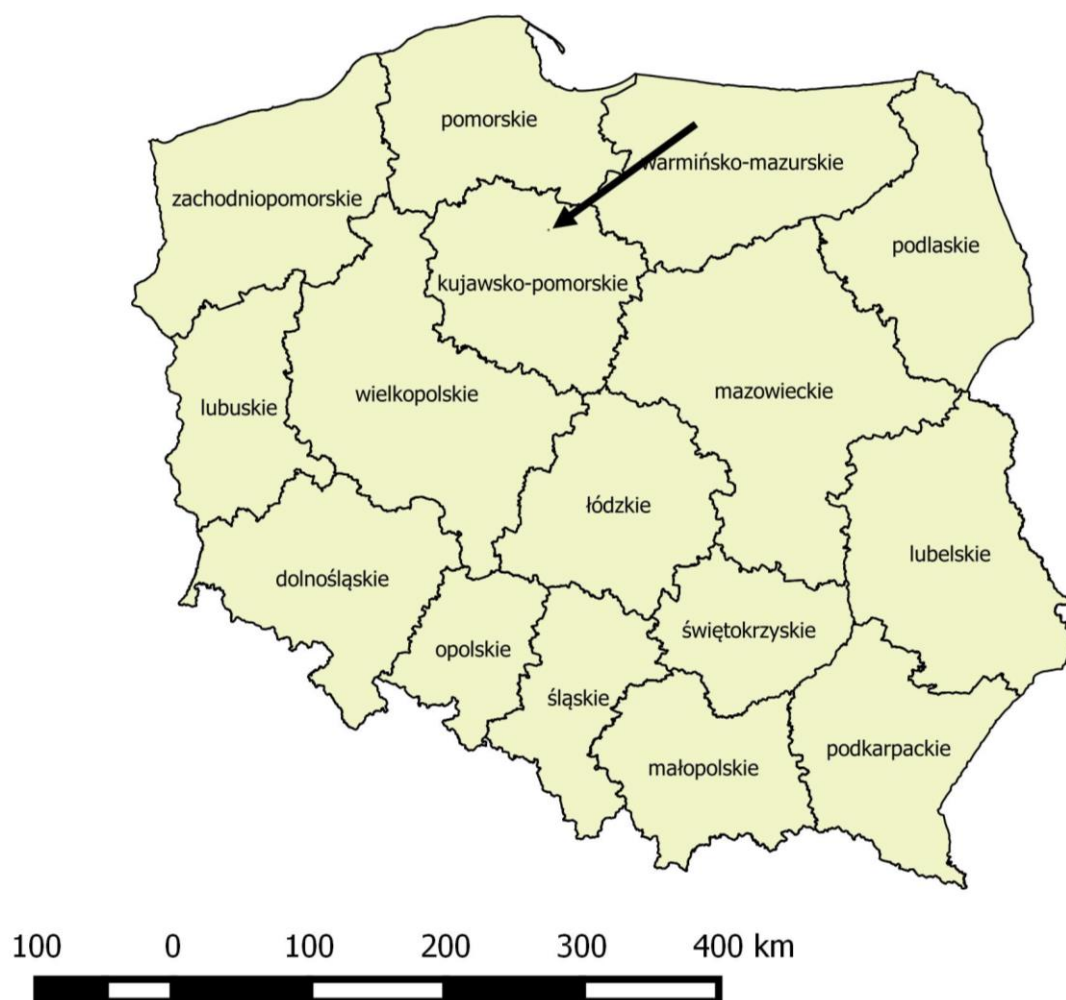 pomorskie
warmińsko-mazurskie
zachodniopomorskie
podlaskie
kujawsko-pomorskie
mazowieckie
wielkopolskie
lubuskie
łódzkie
lubelskie
dolnośląskie
świętokrzyskie
opolskie
śląskie
podkarpackie
małopolskie
100 0 100 200 300 400 km